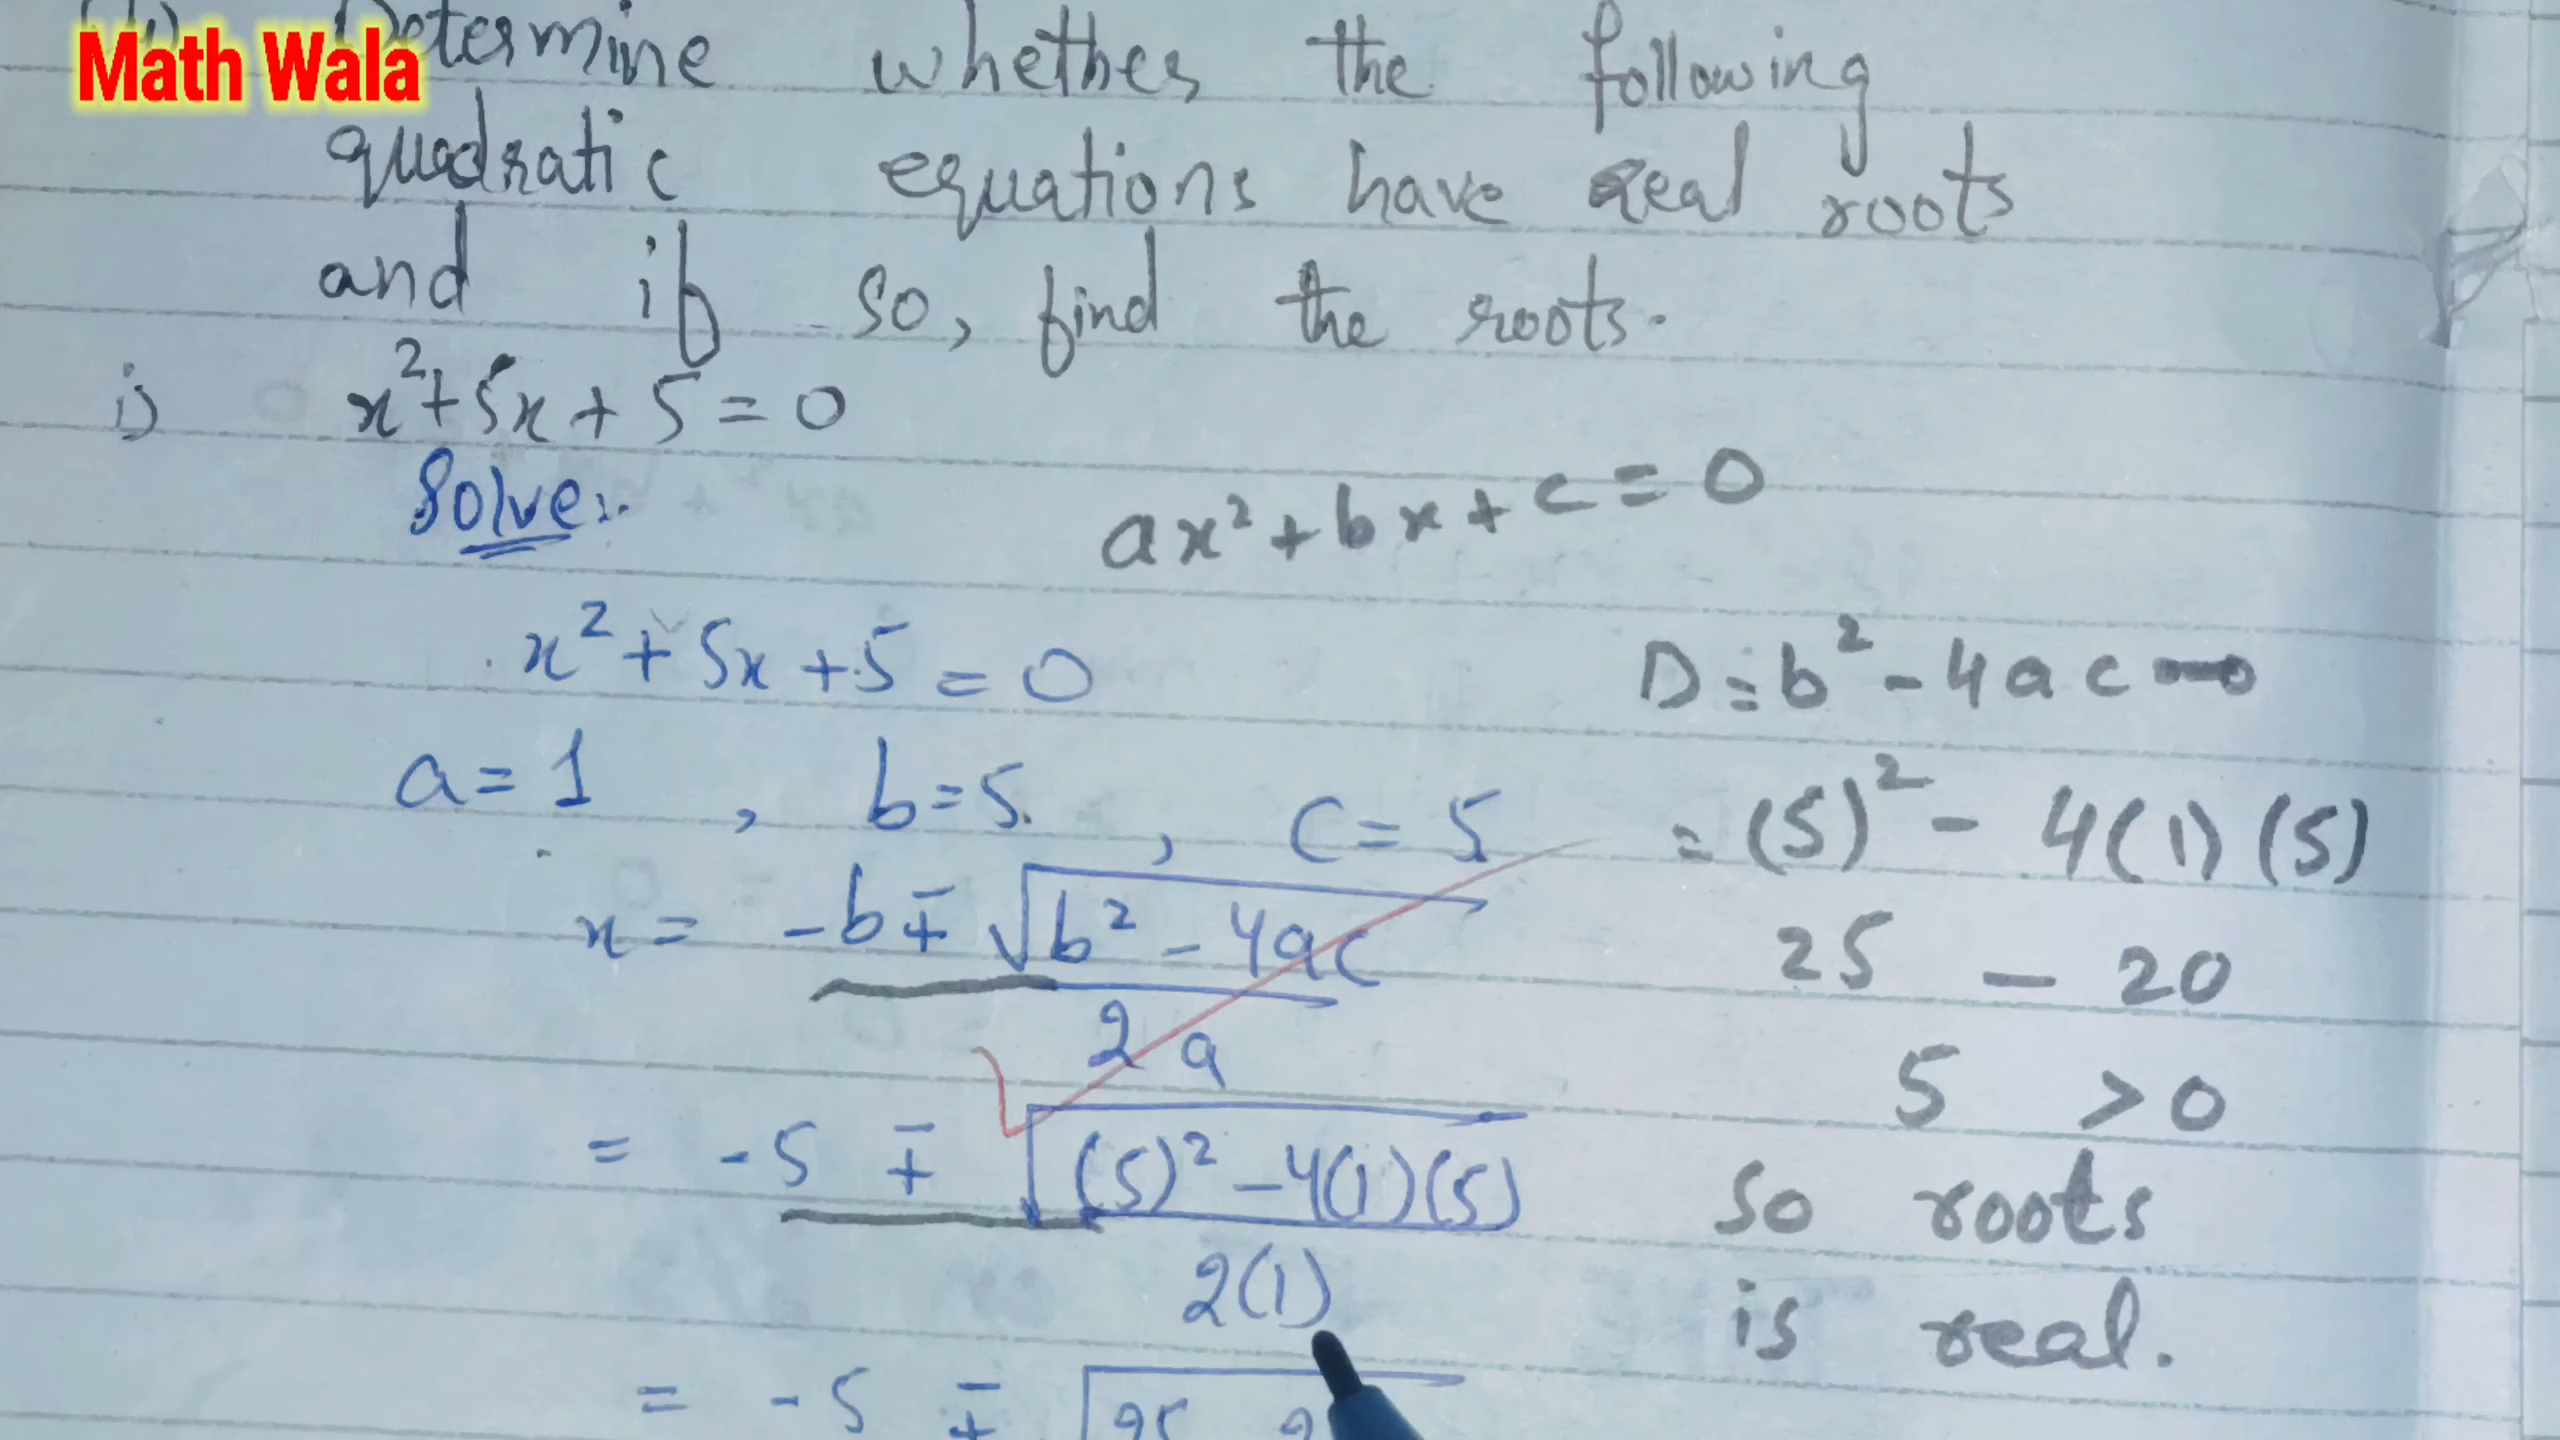 Math Wala
Determine whether the following
quadratic equations have real roots
and if so, find the roots.
i) x²+5x+5=0
Solve:
ax²+bx+c=0
x²+5x+5=0
a=1, b=5, c=5
x= -b∓√b²-4ac
2a
= -5 ∓ √(5)²-4(1)(5)
2(1)
= -5 ∓ √25
D=b²-4ac
=(5)²-4(1)(5)
25-20
5 >0
So roots
is real.